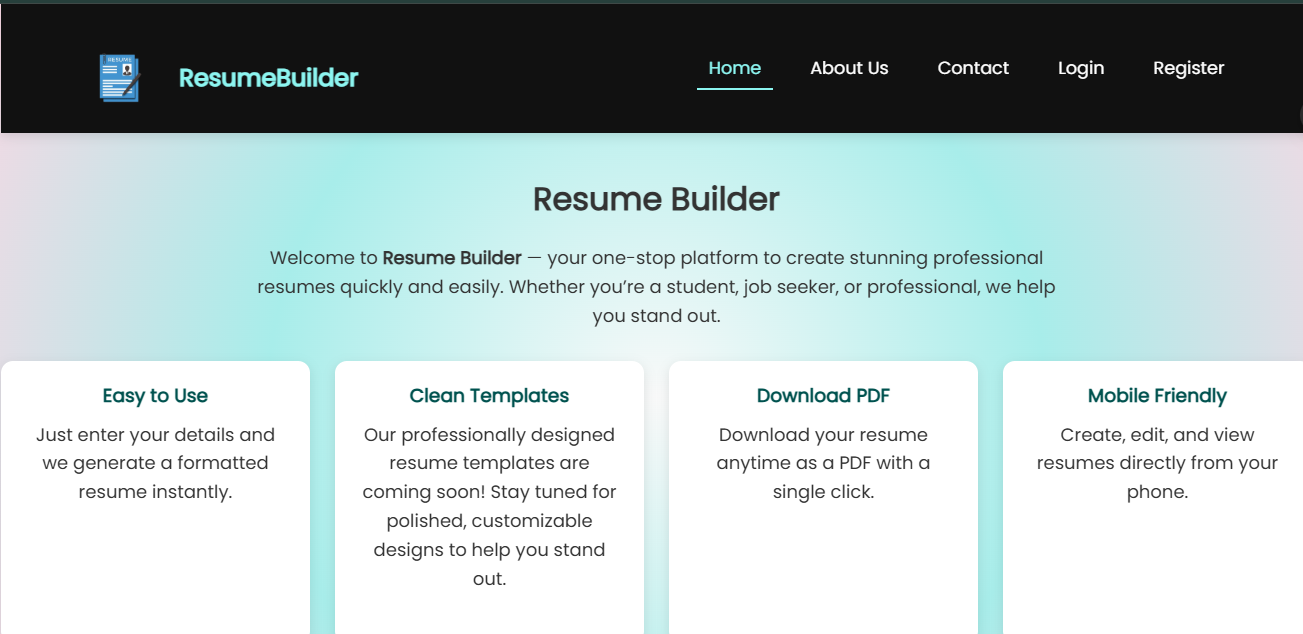 RESUME
ResumeBuilder
Home
About Us
Contact
Login
Register
Resume Builder
Welcome to Resume Builder — your one-stop platform to create stunning professional
resumes quickly and easily. Whether you’re a student, job seeker, or professional, we help
you stand out.
Easy to Use
Just enter your details and
we generate a formatted
resume instantly.
Clean Templates
Our professionally designed
resume templates are
coming soon! Stay tuned for
polished, customizable
designs to help you stand
out.
Download PDF
Download your resume
anytime as a PDF with a
single click.
Mobile Friendly
Create, edit, and view
resumes directly from your
phone.